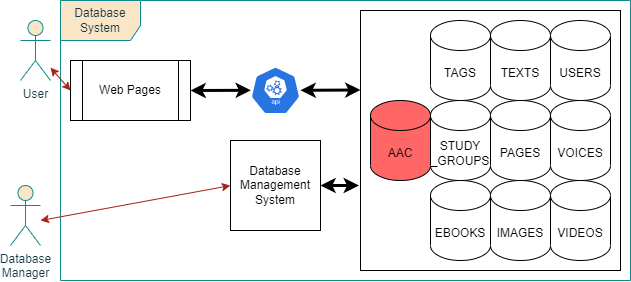 Database
System
User
Web Pages
api
TAGS
TEXTS
USERS
AAC
STUDY
_GROUPS
PAGES
VOICES
Database
Management
System
EBOOKS
IMAGES
VIDEOS
Database
Manager